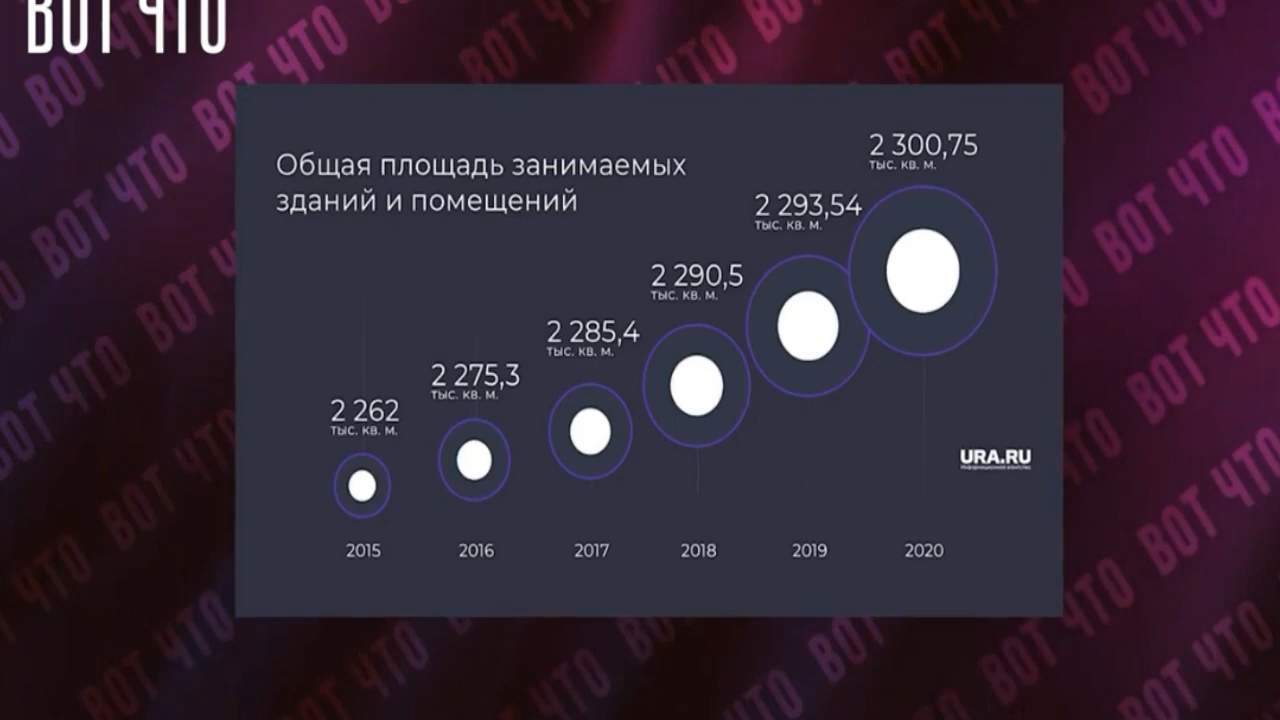 ВОТ ЧТО
Общая площадь занимаемых
зданий и помещений
2 262
тыс. кв. м.
2 275,3
тыс. кв. м.
2 285,4
тыс. кв. м.
2 290,5
тыс. кв. м.
2 293,54
тыс. кв. м.
2 300,75
тыс. кв. м.
URA.RU
Информационное агентство
2015 2016 2017 2018 2019 2020